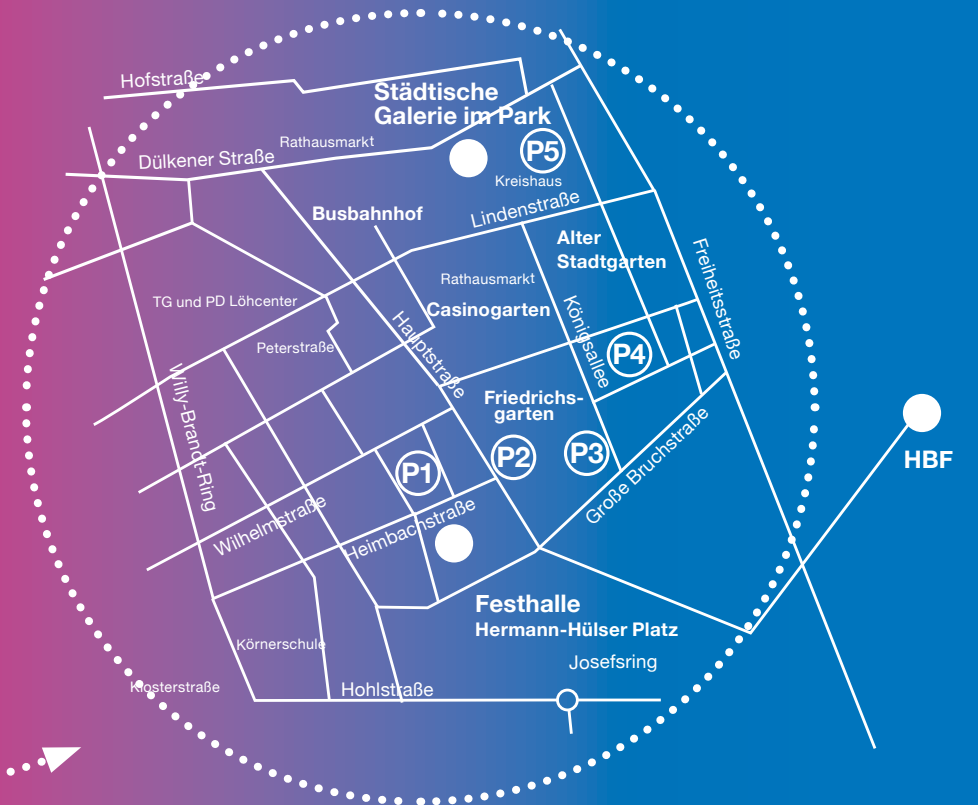 Hofstraße
Städtische
Galerie im Park
Rathausmarkt
Dülkener Straße
P5
Kreishaus
Lindenstraße
Busbahnhof
Alter
Stadtgarten
Freiheitsstraße
Rathausmarkt
Casinogarten
TG und PD Löhcenter
Königsallee
Hauptstraße
Peterstraße
P4
Willy-Brandt-Ring
Friedrichs-
garten
P1
P2
P3
HBF
Große Bruchstraße
Wilhelmstraße
Heimbachstraße
Festhalle
Hermann-Hülser Platz
Körnerschule
Josefsring
Klosterstraße
Hohlstraße